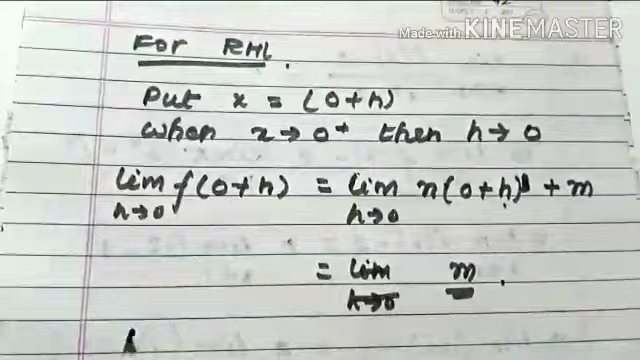 Made with KINEMASTER
For RHL.
Put x = (0+h)
when x→0⁺ then h→0
lim f(0+h) = lim n(0+h) + m
h→0 h→0
= lim m.
h→0